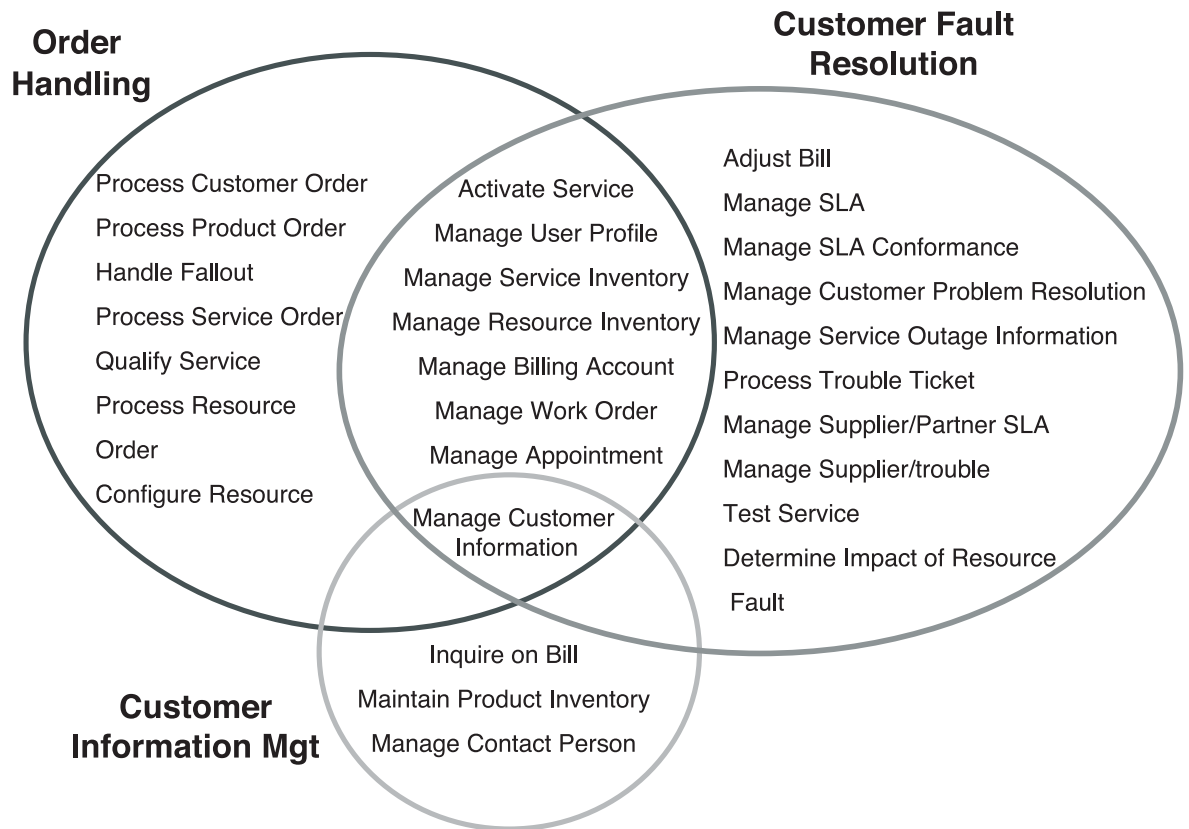 Order
Handling
Customer Fault
Resolution
Process Customer Order
Process Product Order
Handle Fallout
Process Service Order
Qualify Service
Process Resource
Order
Configure Resource
Activate Service
Manage User Profile
Manage Service Inventory
Manage Resource Inventory
Manage Billing Account
Manage Work Order
Manage Appointment
Manage Customer
Information
Adjust Bill
Manage SLA
Manage SLA Conformance
Manage Customer Problem Resolution
Manage Service Outage Information
Process Trouble Ticket
Manage Supplier/Partner SLA
Manage Supplier/trouble
Test Service
Determine Impact of Resource
Fault
Inquire on Bill
Maintain Product Inventory
Manage Contact Person
Customer
Information Mgt